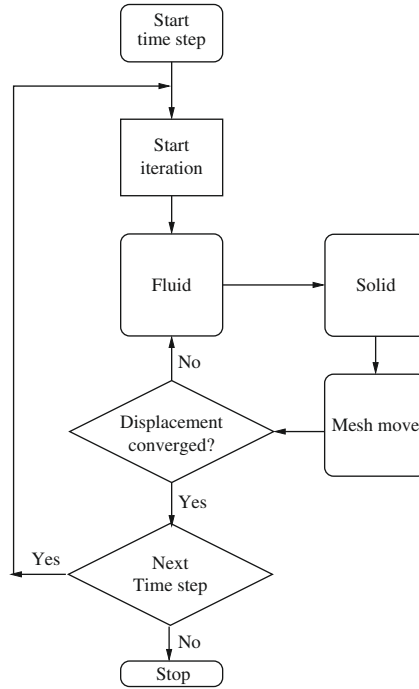 Start
time step
Start
iteration
Fluid
Solid
No
Displacement
converged?
Mesh move
Yes
Yes
Next
Time step
No
Stop